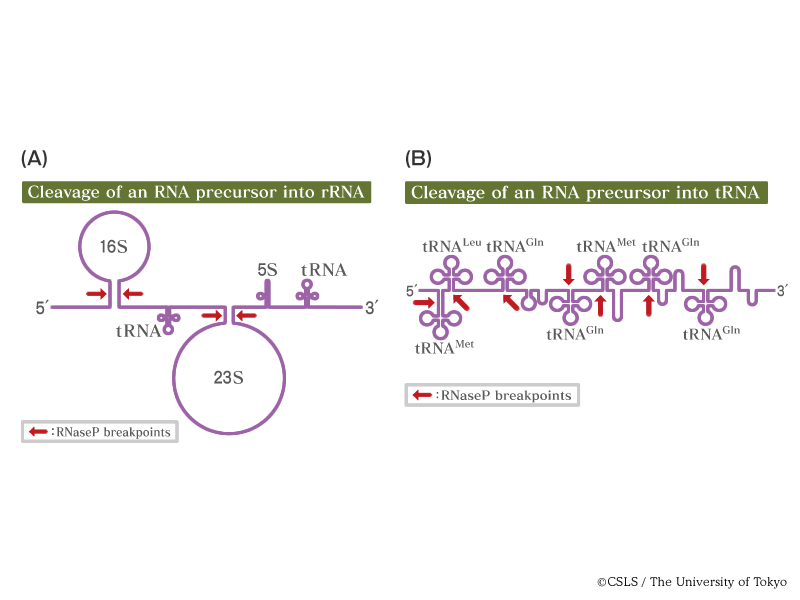 (A)
Cleavage of an RNA precursor into rRNA
16S
5S
tRNA
5′
3′
tRNA
23S
:RNaseP breakpoints
(B)
Cleavage of an RNA precursor into tRNA
tRNALeu tRNAGln tRNAMet tRNAGln
5′
3′
tRNAGln
tRNAGln
tRNAMet
:RNaseP breakpoints
©CSLS / The University of Tokyo